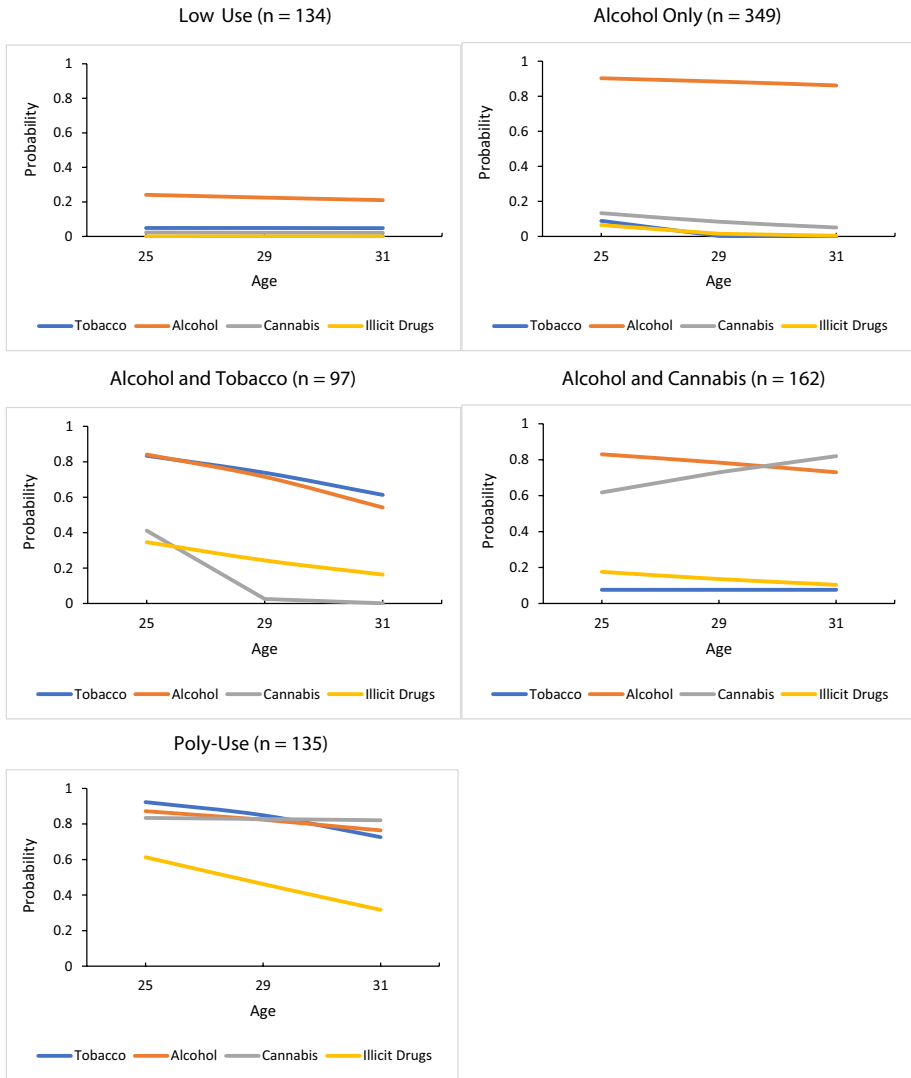 Low Use (n = 134)
1
0.8
0.6
0.4
0.2
0
Probability
25 29 31
Age
Tobacco Alcohol Cannabis Illicit Drugs
Alcohol Only (n = 349)
1
0.8
0.6
0.4
0.2
0
Probability
25 29 31
Age
Tobacco Alcohol Cannabis Illicit Drugs
Alcohol and Tobacco (n = 97)
1
0.8
0.6
0.4
0.2
0
Probability
25 29 31
Age
Tobacco Alcohol Cannabis Illicit Drugs
Alcohol and Cannabis (n = 162)
1
0.8
0.6
0.4
0.2
0
Probability
25 29 31
Age
Tobacco Alcohol Cannabis Illicit Drugs
Poly-Use (n = 135)
1
0.8
0.6
0.4
0.2
0
Probability
25 29 31
Age
Tobacco Alcohol Cannabis Illicit Drugs